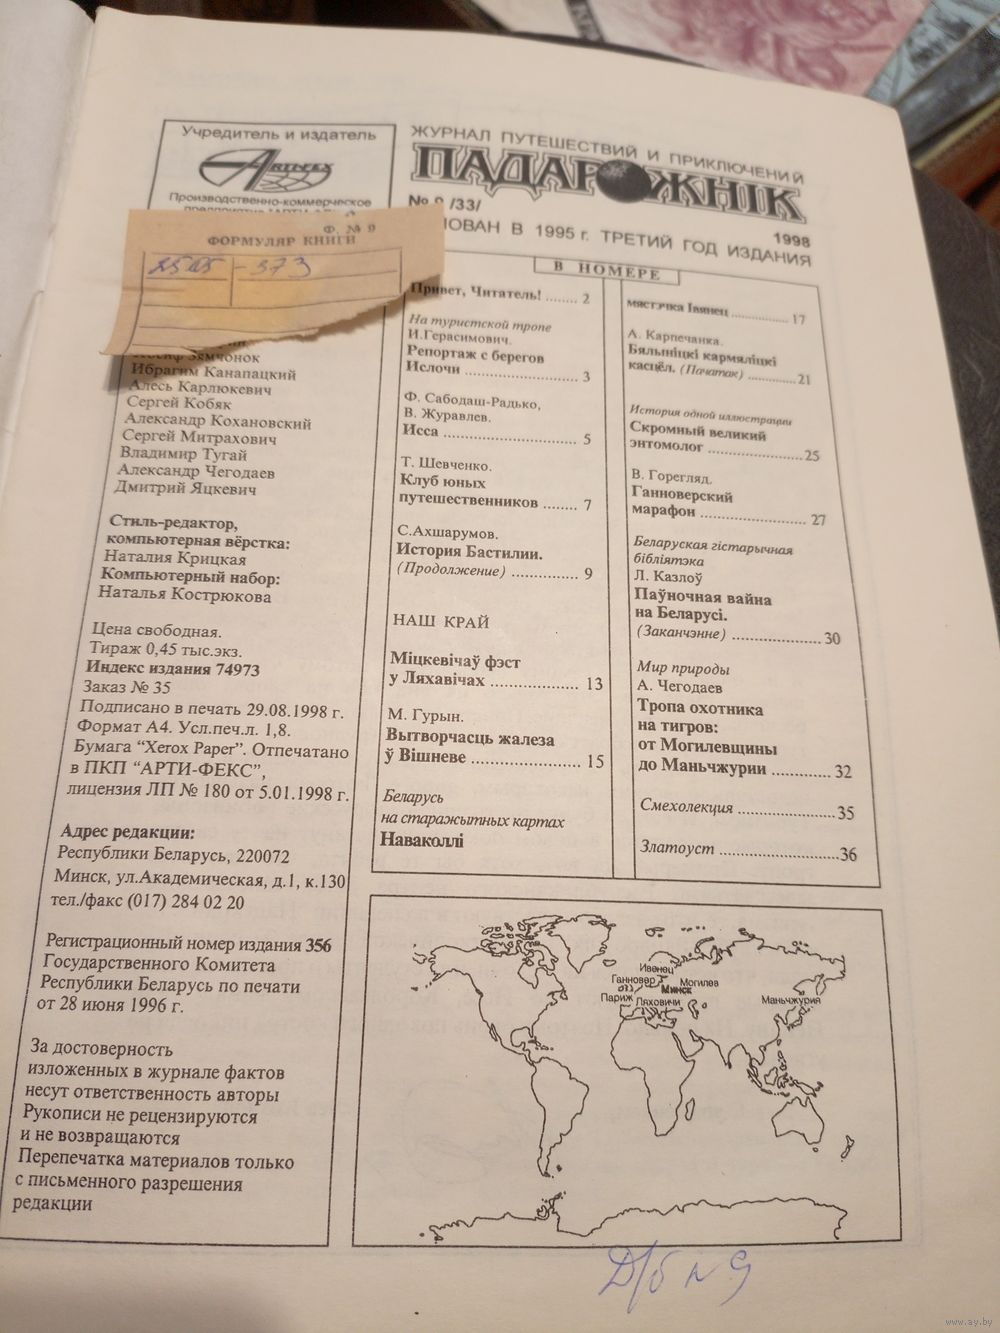 Учредитель и издатель
АРТИ-FEX
Производственно-коммерческое
Ф. № 9
ФОРМУЛЯР КНИГИ
2505 - 373
Зямчонок
Ибрагим Канапацкий
Алесь Карлюкевич
Сергей Кобяк
Александр Кохановский
Сергей Митрахович
Владимир Тугай
Александр Чегодаев
Дмитрий Яцкевич
Стиль-редактор,
компьютерная вёрстка:
Наталия Крицкая
Компьютерный набор:
Наталья Кострюкова
Цена свободная.
Тираж 0,45 тыс.экз.
Индекс издания 74973
Заказ № 35
Подписано в печать 29.08.1998 г.
Формат А4. Усл.печ.л. 1,8.
Бумага “Xerox Paper”. Отпечатано
в ПКП “АРТИ-ФЕКС”,
лицензия ЛП № 180 от 5.01.1998 г.
Адрес редакции:
Республики Беларусь, 220072
Минск, ул.Академическая, д.1, к.130
тел./факс (017) 284 02 20
Регистрационный номер издания 356
Государственного Комитета
Республики Беларусь по печати
от 28 июня 1996 г.
За достоверность
изложенных в журнале фактов
несут ответственность авторы
Рукописи не рецензируются
и не возвращаются
Перепечатка материалов только
с письменного разрешения
редакции
ЖУРНАЛ ПУТЕШЕСТВИЙ И ПРИКЛЮЧЕНИЙ
ПАДАРОЖНІК
№ /33/
1998
В 1995 г. ТРЕТИЙ ГОД ИЗДАНИЯ
В НОМЕРЕ
Привет, Читатель! ........ 2
На туристской тропе
И.Герасимович.
Репортаж с берегов
Ислочи ........................ 3
Ф. Сабодаш-Радько,
В. Журавлев.
Исса ............................ 5
Т. Шевченко.
Клуб юных
путешественников ........ 7
С.Ахшарумов.
История Бастилии.
(Продолжение) .............. 9
НАШ КРАЙ
Міцкевічаў фэст
у Ляхавічах .................. 13
М. Гурын.
Вытворчасць жалеза
ў Вішневе ...................... 15
Беларусь
на старажытных картах
Наваколлі
мястэчка Івянец .............. 17
А. Карпечанка.
Бялыніцкі кармяліцкі
касцёл. (Пачатак) ............ 21
История одной иллюстрации
Скромный великий
энтомолог ........................ 25
В. Горегляд.
Ганноверский
марафон .......................... 27
Беларуская гістарычная
бібліятэка
Л. Казлоў
Паўночная вайна
на Беларусі.
(Заканчэнне) .................. 30
Мир природы
А. Чегодаев
Тропа охотника
на тигров:
от Могилевщины
до Маньчжурии ............ 32
Смехолекция .................. 35
Златоуст ........................ 36
Ивенец
Ганновер
Могилев
Минск
Париж
Ляховичи
Маньчжурия
www.ay.by